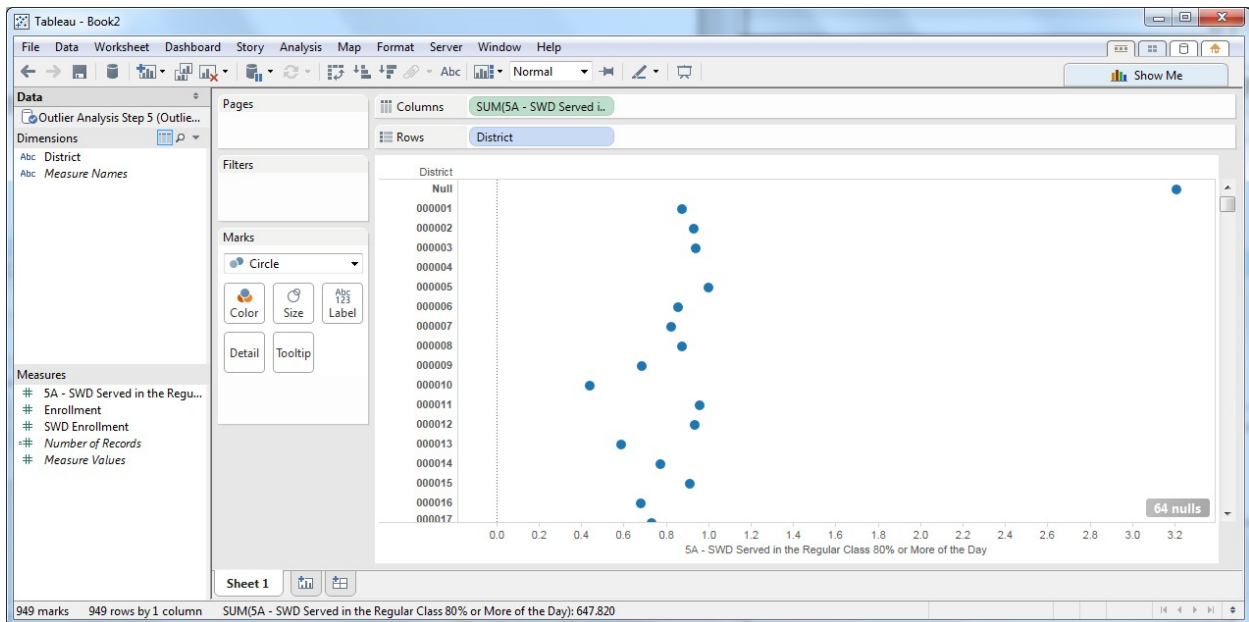 Tableau - Book2
File Data Worksheet Dashboard Story Analysis Map Format Server Window Help
Abc Normal Show Me
Data
Outlier Analysis Step 5 (Outlie...
Dimensions
Abc District
Abc Measure Names
Measures
# 5A - SWD Served in the Regu...
# Enrollment
# SWD Enrollment
=# Number of Records
# Measure Values
Pages
Filters
Marks
Circle
Color Size Abc 123 Label
Detail Tooltip
Columns SUM(5A - SWD Served i..
Rows District
District
Null
000001
000002
000003
000004
000005
000006
000007
000008
000009
000010
000011
000012
000013
000014
000015
000016
000017
64 nulls
0.0 0.2 0.4 0.6 0.8 1.0 1.2 1.4 1.6 1.8 2.0 2.2 2.4 2.6 2.8 3.0 3.2
5A - SWD Served in the Regular Class 80% or More of the Day
Sheet 1
949 marks 949 rows by 1 column SUM(5A - SWD Served in the Regular Class 80% or More of the Day): 647.820